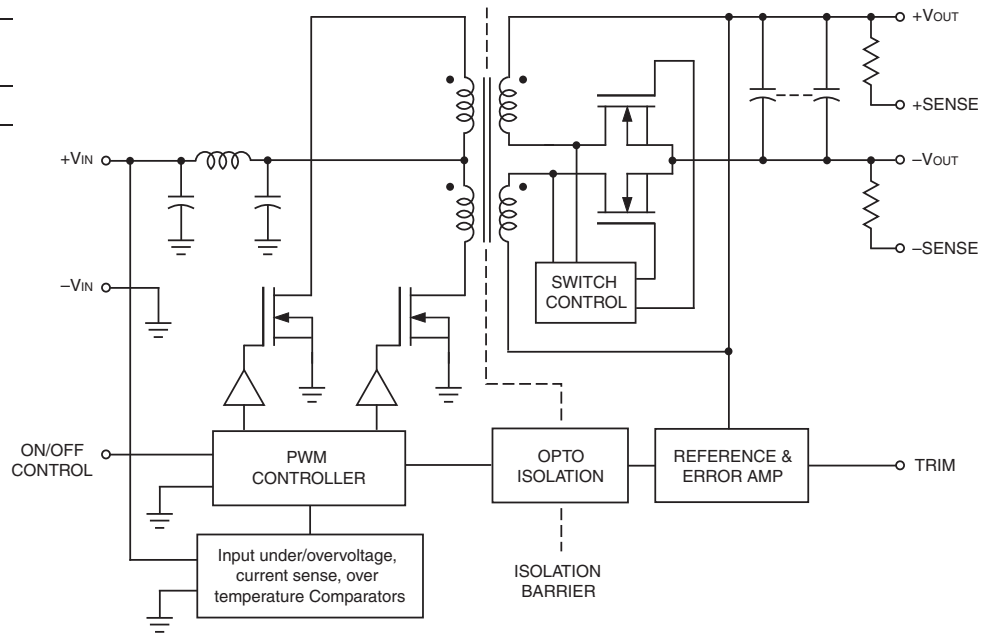 +VOUT
+SENSE
+VIN
–VOUT
–SENSE
–VIN
SWITCH
CONTROL
ON/OFF
CONTROL
PWM
CONTROLLER
OPTO
ISOLATION
REFERENCE &
ERROR AMP
TRIM
Input under/overvoltage,
current sense, over
temperature Comparators
ISOLATION
BARRIER